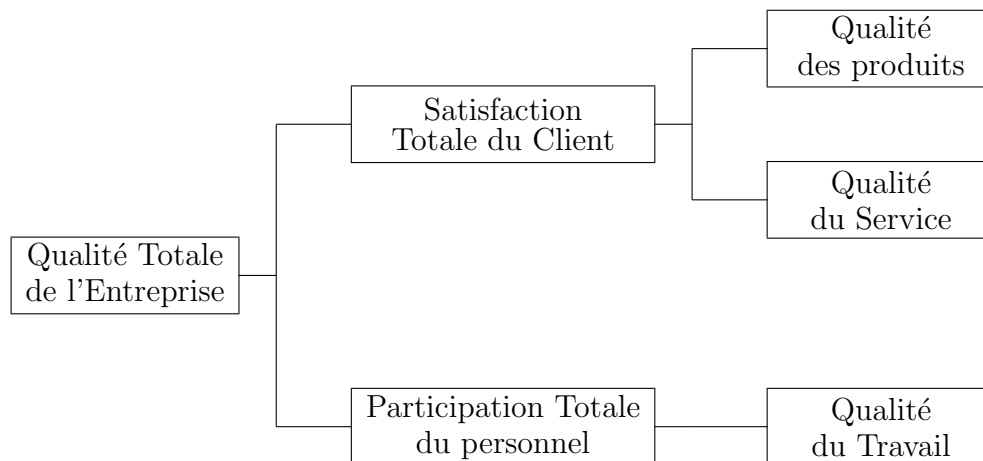 Qualité
des produits
Satisfaction
Totale du Client
Qualité
du Service
Qualité Totale
de l'Entreprise
Participation Totale
du personnel
Qualité
du Travail